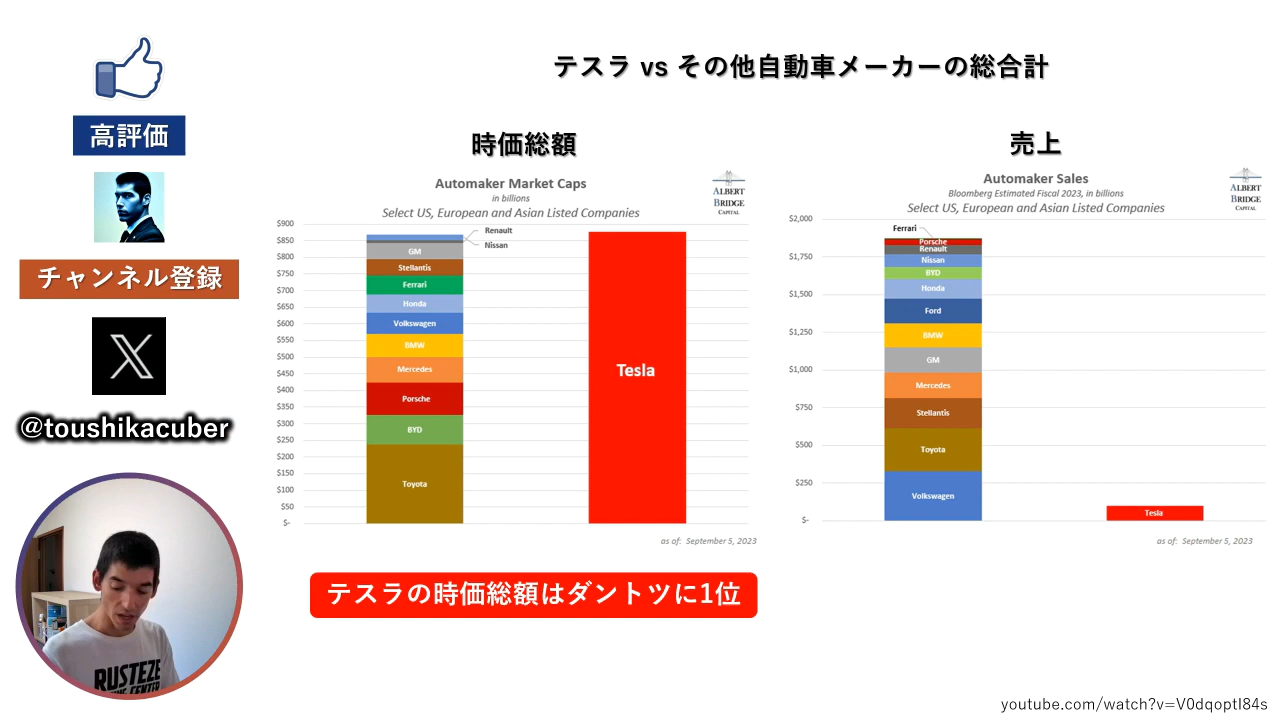 テスラ vs その他自動車メーカーの総合計
高評価
チャンネル登録
@toushikacuber
時価総額
Automaker Market Caps
in billions
Select US, European and Asian Listed Companies
ALBERT
BRIDGE
CAPITAL
$900
$850
$800
$750
$700
$650
$600
$550
$500
$450
$400
$350
$300
$250
$200
$150
$100
$50
$-
Renault
Nissan
GM
Stellantis
Ferrari
Honda
Volkswagen
BMW
Mercedes
Porsche
BYD
Toyota
Tesla
as of: September 5, 2023
売上
Automaker Sales
Bloomberg Estimated Fiscal 2023, in billions
Select US, European and Asian Listed Companies
ALBERT
BRIDGE
CAPITAL
$2,000
$1,750
$1,500
$1,250
$1,000
$750
$500
$250
$-
Ferrari
Porsche
Renault
Nissan
BYD
Honda
Ford
BMW
GM
Mercedes
Stellantis
Toyota
Volkswagen
Tesla
as of: September 5, 2023
テスラの時価総額はダントツに1位
RUSTEZE
youtube.com/watch?v=V0dqoptI84s